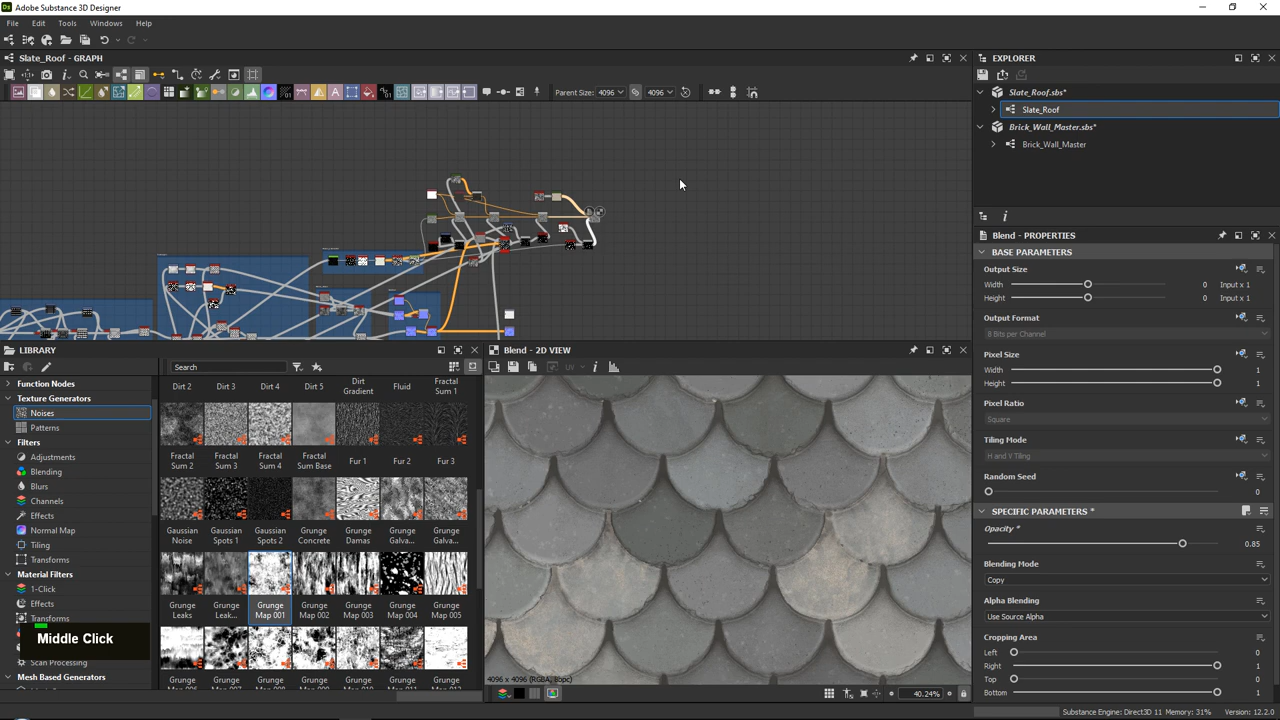 Adobe Substance 3D Designer
File Edit Tools Windows Help
Slate_Roof - GRAPH
Parent Size: 4096 4096
EXPLORER
Slate_Roof.sbs*
Slate_Roof
Brick_Wall_Master.sbs*
Brick_Wall_Master
Blend - PROPERTIES
BASE PARAMETERS
Output Size
Width 0 Input x 1
Height 0 Input x 1
Output Format
8 Bits per Channel
Pixel Size
Width 1
Height 1
Pixel Ratio
Square
Tiling Mode
H and V Tiling
Random Seed
0
SPECIFIC PARAMETERS *
Opacity *
0.85
Blending Mode
Copy
Alpha Blending
Use Source Alpha
Cropping Area
Left 0
Right 1
Top 0
Bottom 1
LIBRARY
Search
Function Nodes
Texture Generators
Noises
Patterns
Filters
Adjustments
Blending
Blurs
Channels
Effects
Normal Map
Tiling
Transforms
Material Filters
1-Click
Effects
Transforms
Middle Click
Scan Processing
Mesh Based Generators
Dirt 2 Dirt 3 Dirt 4 Dirt 5 Dirt Gradient Fluid Fractal Sum 1
Fractal Sum 2 Fractal Sum 3 Fractal Sum 4 Fractal Sum Base Fur 1 Fur 2 Fur 3
Gaussian Noise Gaussian Spots 1 Gaussian Spots 2 Grunge Concrete Grunge Damas Grunge Galva... Grunge Galva...
Grunge Leaks Grunge Leak... Grunge Map 001 Grunge Map 002 Grunge Map 003 Grunge Map 004 Grunge Map 005
Blend - 2D VIEW
UV
4096 x 4096 (RGBA, 8bpc)
40.24%
Substance Engine: Direct3D 11 Memory: 31% Version: 12.2.0